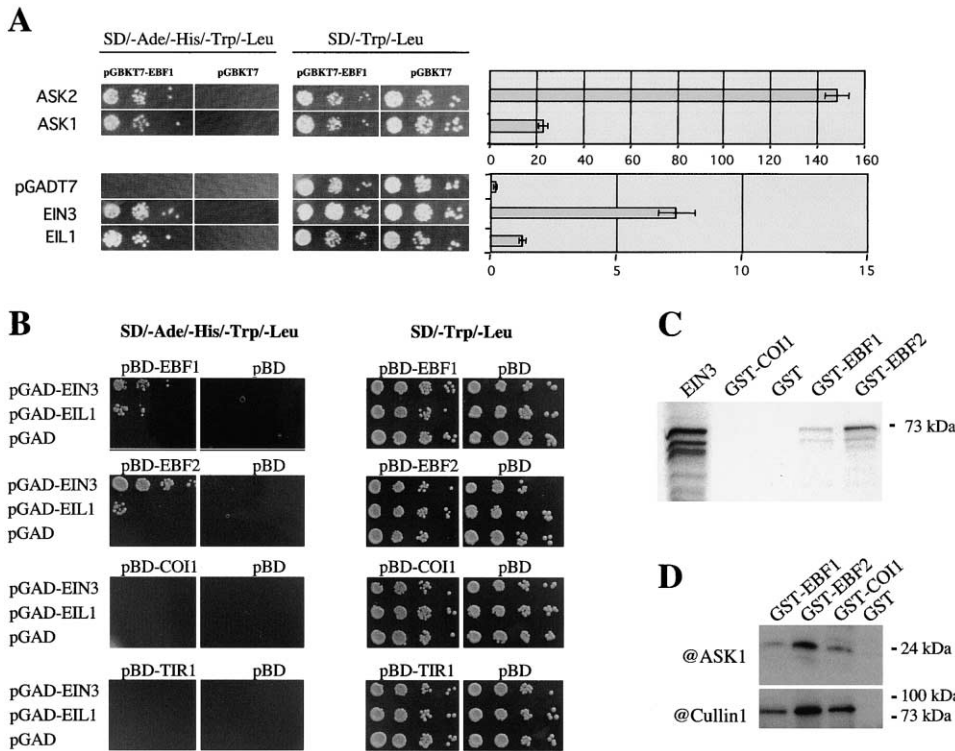 A
SD/-Ade/-His/-Trp/-Leu
SD/-Trp/-Leu
pGBKT7-EBF1
pGBKT7
pGBKT7-EBF1
pGBKT7
ASK2
ASK1
0 20 40 60 80 100 120 140 160
pGADT7
EIN3
EIL1
0 5 10 15
B
SD/-Ade/-His/-Trp/-Leu
SD/-Trp/-Leu
pBD-EBF1 pBD
pBD-EBF1 pBD
pGAD-EIN3
pGAD-EIL1
pGAD
pBD-EBF2 pBD
pBD-EBF2 pBD
pGAD-EIN3
pGAD-EIL1
pGAD
pBD-COI1 pBD
pBD-COI1 pBD
pGAD-EIN3
pGAD-EIL1
pGAD
pBD-TIR1 pBD
pBD-TIR1 pBD
pGAD-EIN3
pGAD-EIL1
pGAD
C
EIN3
GST-COI1
GST
GST-EBF1
GST-EBF2
- 73 kDa
D
GST-EBF1
GST-EBF2
GST-COI1
GST
@ASK1
- 24 kDa
@Cullin1
- 100 kDa
- 73 kDa